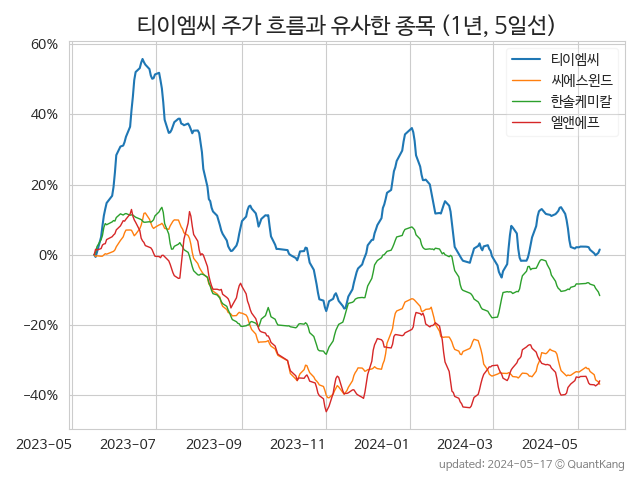 티이엠씨 주가 흐름과 유사한 종목 (1년, 5일선)
60%
40%
20%
0%
−20%
−40%
티이엠씨
씨에스윈드
한솔케미칼
엘앤에프
2023-05
2023-07
2023-09
2023-11
2024-01
2024-03
2024-05
updated: 2024-05-17 © QuantKang